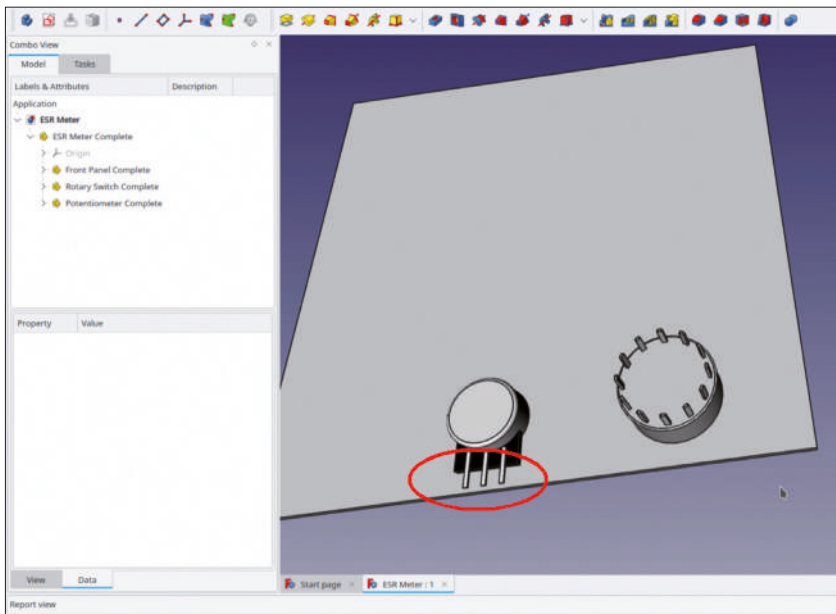 Combo View
Model Tasks
Labels & Attributes Description
Application
ESR Meter
ESR Meter Complete
Origin
Front Panel Complete
Rotary Switch Complete
Potentiometer Complete
Property Value
View Data
Start page ESR Meter : 1
Report view